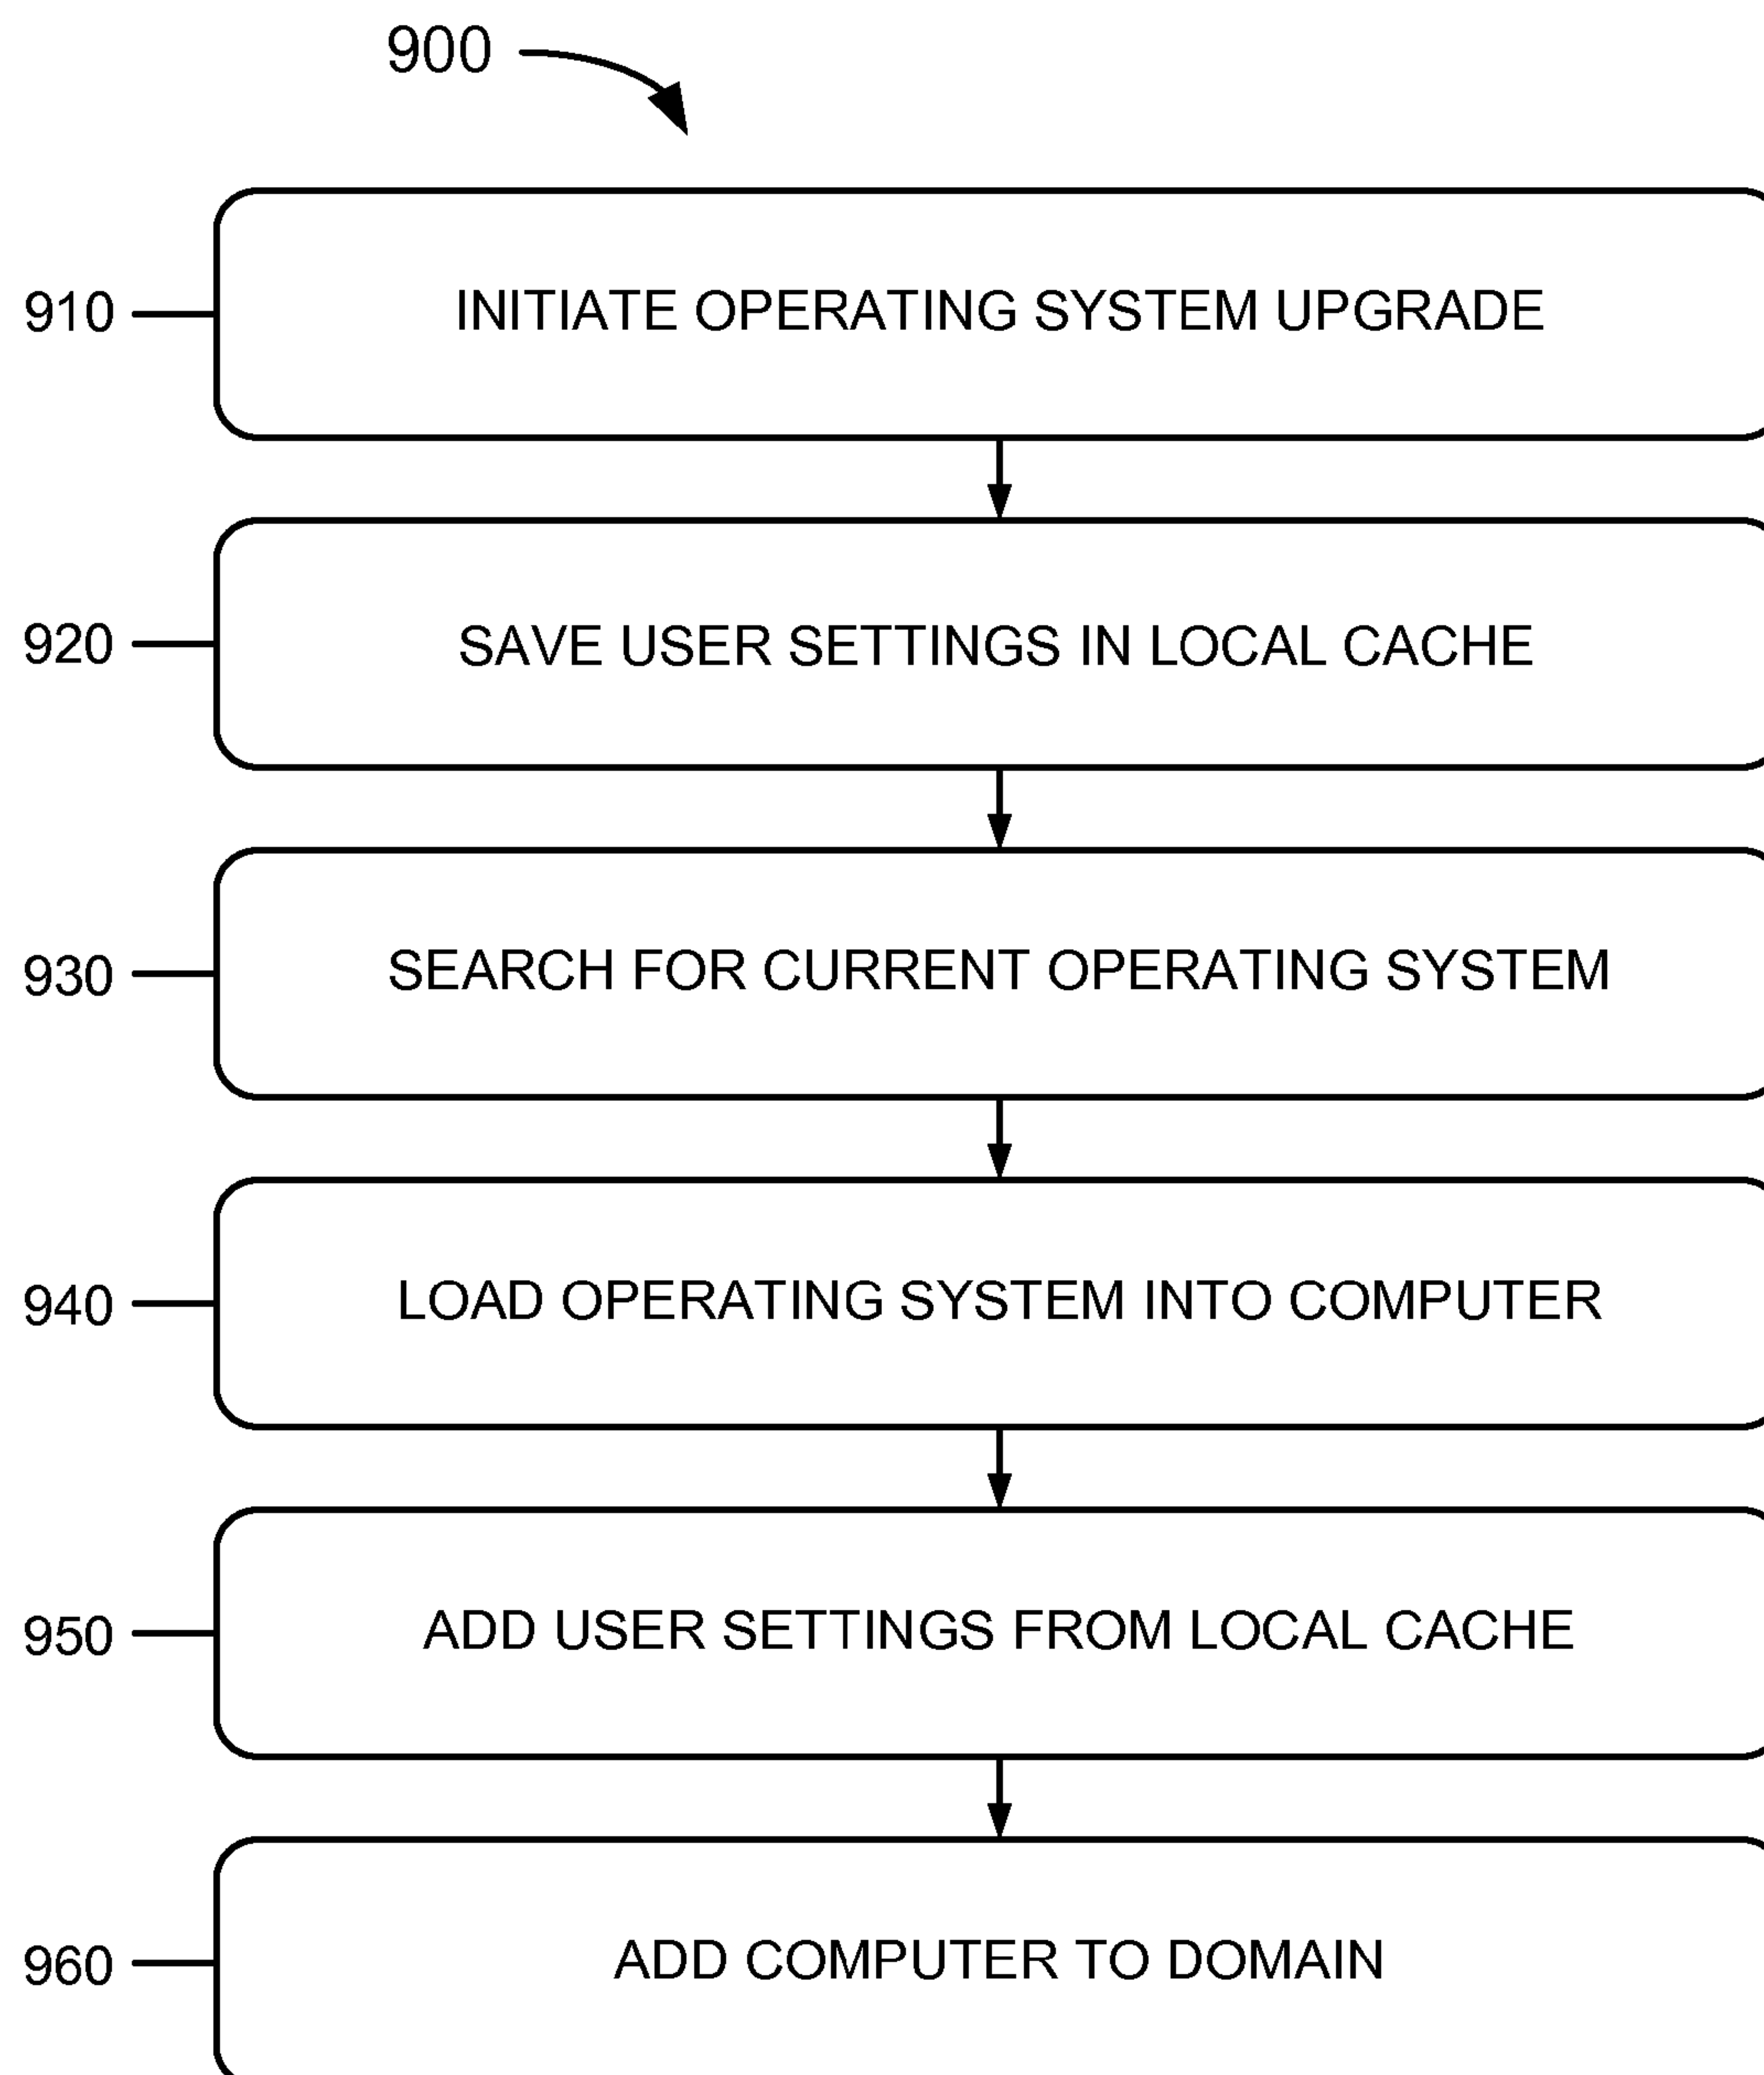 900
910
INITIATE OPERATING SYSTEM UPGRADE
920
SAVE USER SETTINGS IN LOCAL CACHE
930
SEARCH FOR CURRENT OPERATING SYSTEM
940
LOAD OPERATING SYSTEM INTO COMPUTER
950
ADD USER SETTINGS FROM LOCAL CACHE
960
ADD COMPUTER TO DOMAIN